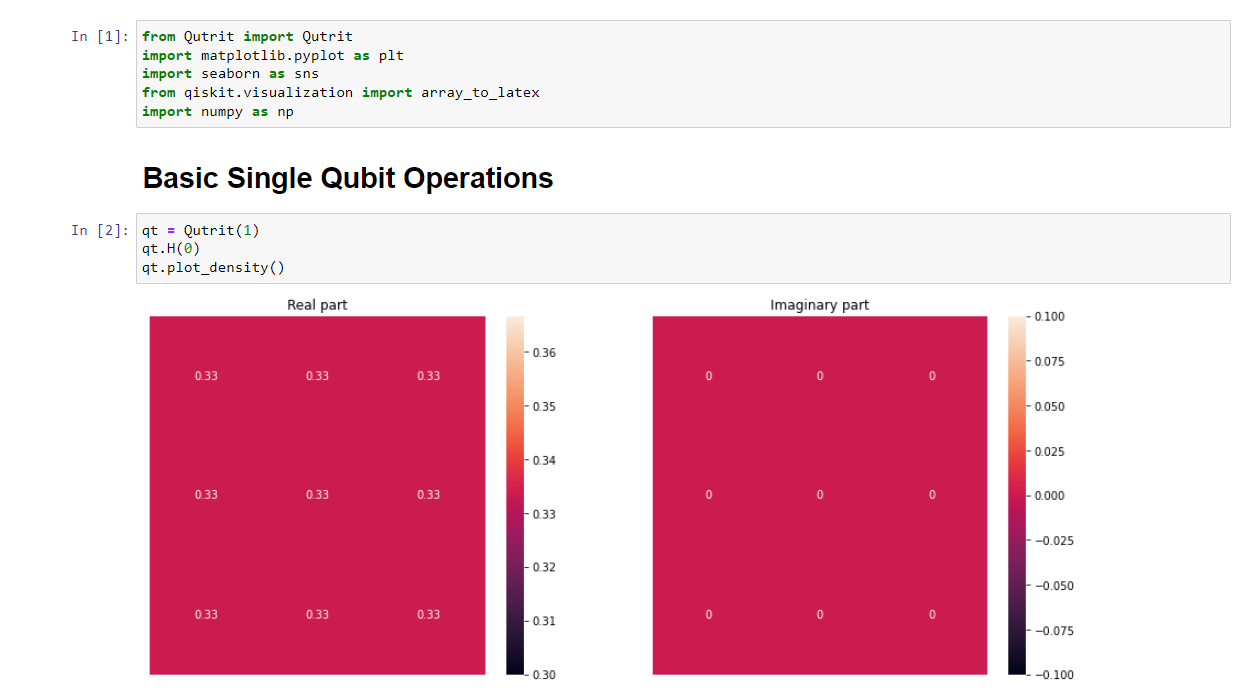 In [1]: from Qutrit import Qutrit
import matplotlib.pyplot as plt
import seaborn as sns
from qiskit.visualization import array_to_latex
import numpy as np
Basic Single Qubit Operations
In [2]: qt = Qutrit(1)
qt.H(0)
qt.plot_density()
Real part
0.33 0.33 0.33
0.33 0.33 0.33
0.33 0.33 0.33
0.36
0.35
0.34
0.33
0.32
0.31
0.30
Imaginary part
0 0 0
0 0 0
0 0 0
0.100
0.075
0.050
0.025
0.000
−0.025
−0.050
−0.075
−0.100